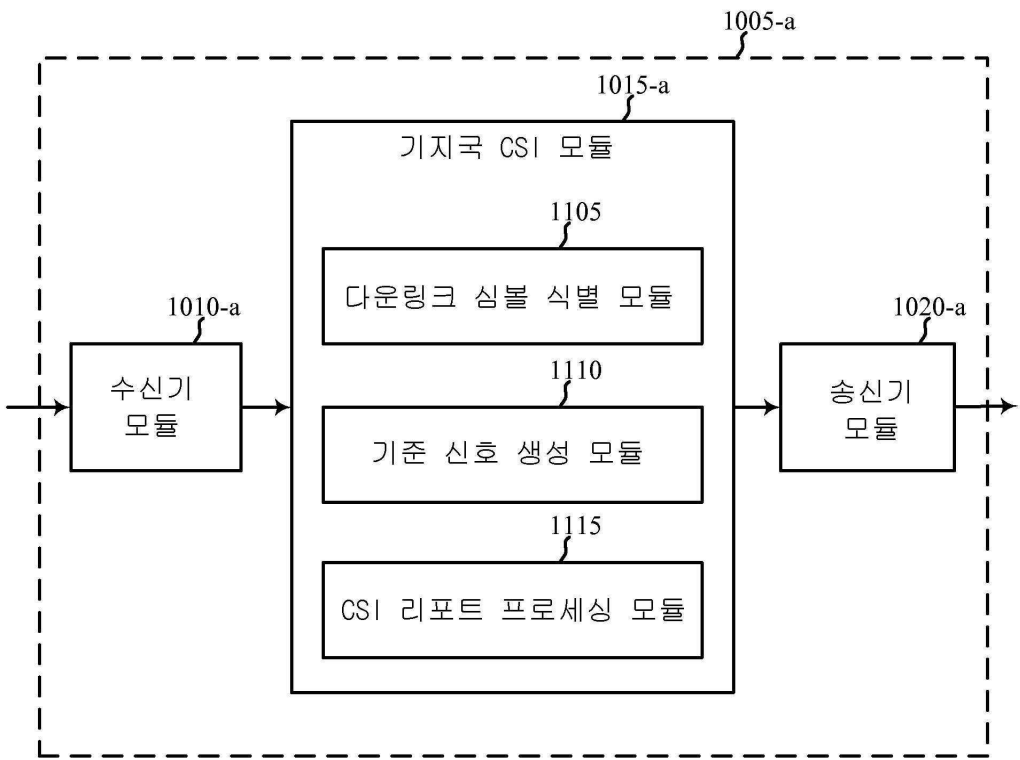 1005-a
1015-a
기지국 CSI 모듈
1105
다운링크 심볼 식별 모듈
1010-a
수신기
모듈
1020-a
송신기
모듈
1110
기준 신호 생성 모듈
1115
CSI 리포트 프로세싱 모듈